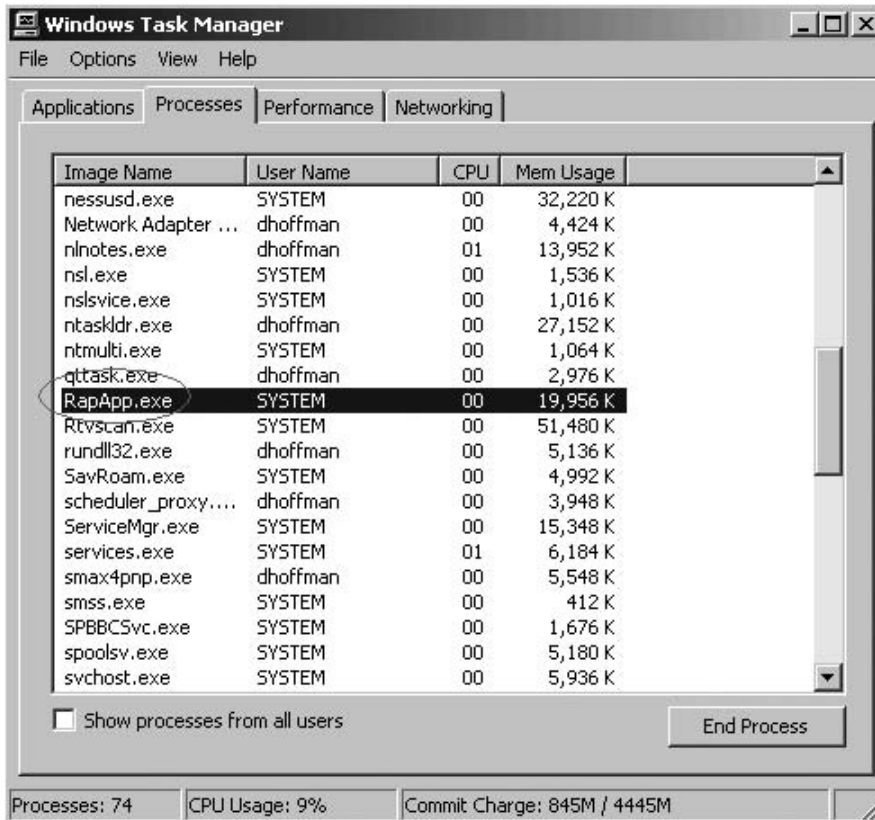 Windows Task Manager
File Options View Help
Applications Processes Performance Networking
Image Name User Name CPU Mem Usage
nessusd.exe SYSTEM 00 32,220 K
Network Adapter ... dhoffman 00 4,424 K
nlnotes.exe dhoffman 01 13,952 K
nsl.exe SYSTEM 00 1,536 K
nslsvice.exe SYSTEM 00 1,016 K
ntaskldr.exe dhoffman 00 27,152 K
ntmulti.exe SYSTEM 00 1,064 K
qttask.exe dhoffman 00 2,976 K
RapApp.exe SYSTEM 00 19,956 K
Rtvscan.exe SYSTEM 00 51,480 K
rundll32.exe dhoffman 00 5,136 K
SavRoam.exe SYSTEM 00 4,992 K
scheduler_proxy.... dhoffman 00 3,948 K
ServiceMgr.exe SYSTEM 00 15,348 K
services.exe SYSTEM 01 6,184 K
smax4pnp.exe dhoffman 00 5,548 K
smss.exe SYSTEM 00 412 K
SPBBCSvc.exe SYSTEM 00 1,676 K
spoolsv.exe SYSTEM 00 5,180 K
svchost.exe SYSTEM 00 5,936 K
Show processes from all users End Process
Processes: 74 CPU Usage: 9% Commit Charge: 845M / 4445M